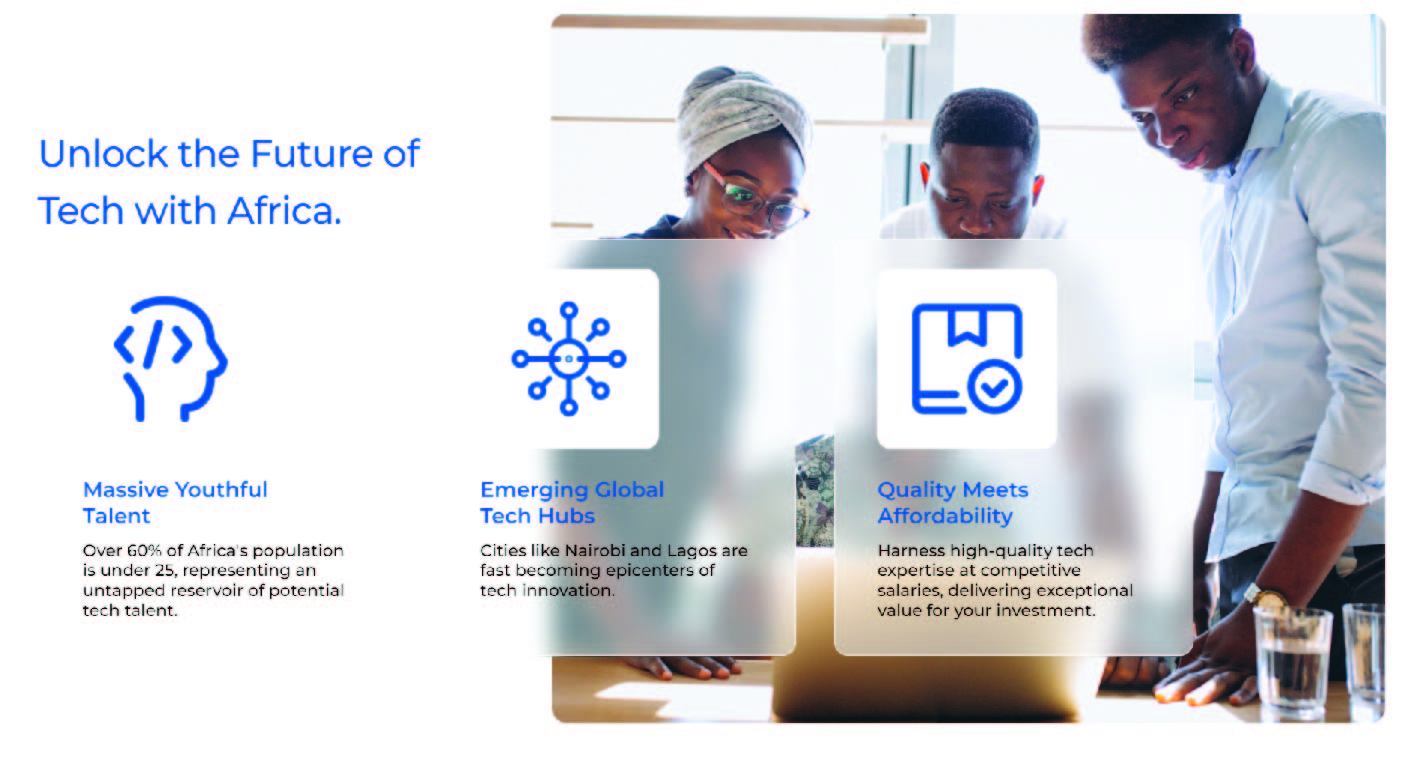 Unlock the Future of
Tech with Africa.
Massive Youthful
Talent
Over 60% of Africa's population
is under 25, representing an
untapped reservoir of potential
tech talent.
Emerging Global
Tech Hubs
Cities like Nairobi and Lagos are
fast becoming epicenters of
tech innovation.
Quality Meets
Affordability
Harness high-quality tech
expertise at competitive
salaries, delivering exceptional
value for your investment.